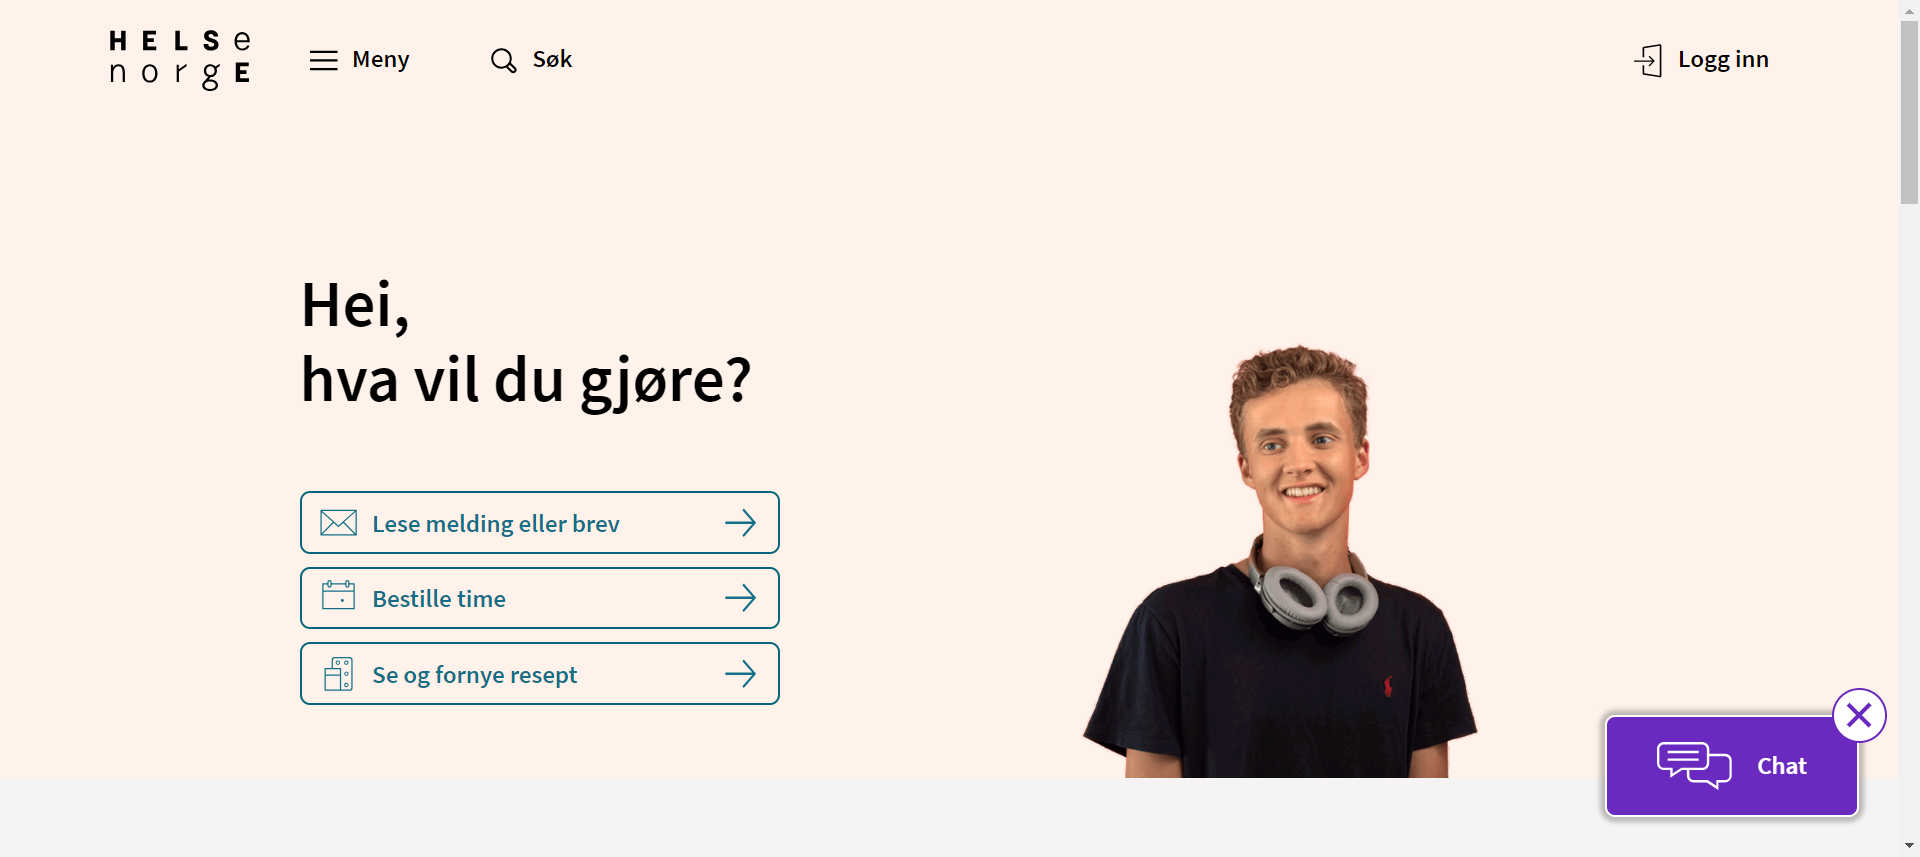 HELSe
norgE
Meny
Søk
Logg inn
Hei,
hva vil du gjøre?
Lese melding eller brev
Bestille time
Se og fornye resept
Chat